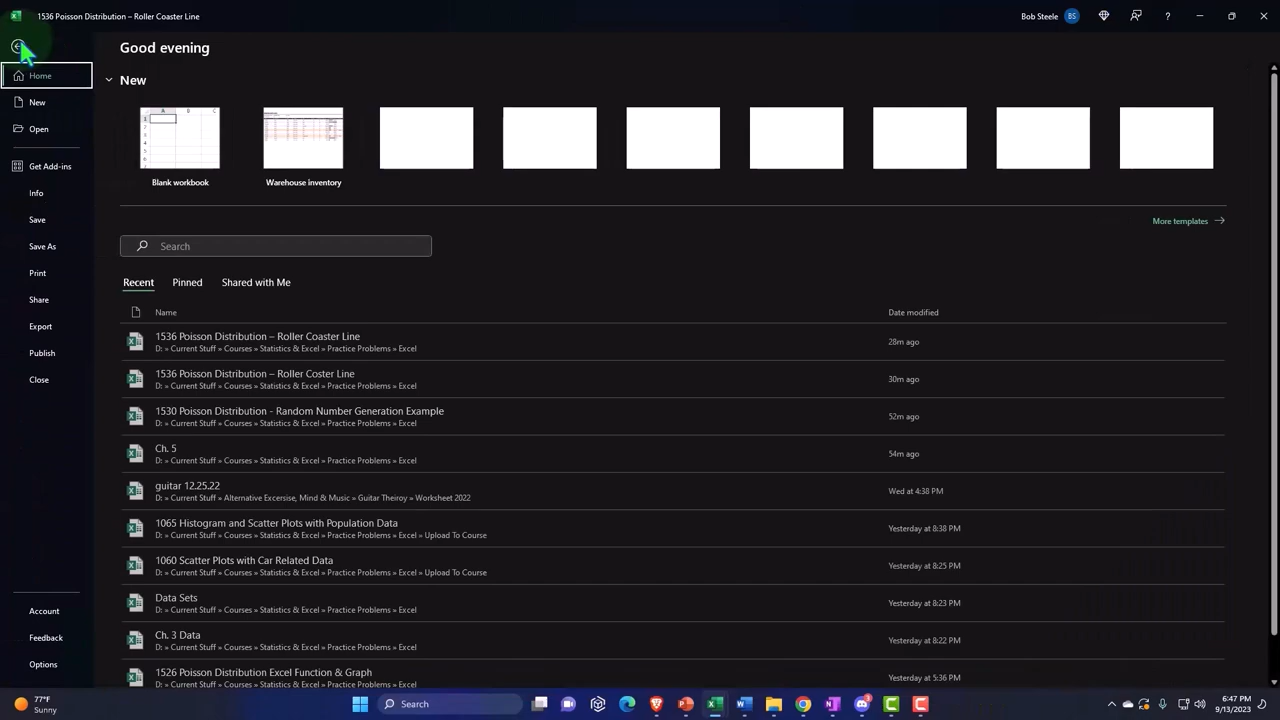 1536 Poisson Distribution – Roller Coaster Line
Bob Steele
BS
?
Good evening
Home
New
New
Open
A B C
1
2
3
4
5
6
7
Blank workbook
Warehouse inventory
Get Add-ins
Info
Save
More templates
Save As
Search
Print
Recent
Pinned
Shared with Me
Share
Name
Date modified
Export
1536 Poisson Distribution – Roller Coaster Line
D: » Current Stuff » Courses » Statistics & Excel » Practice Problems » Excel
28m ago
Publish
1536 Poisson Distribution – Roller Coster Line
D: » Current Stuff » Courses » Statistics & Excel » Practice Problems » Excel
30m ago
Close
1530 Poisson Distribution - Random Number Generation Example
D: » Current Stuff » Courses » Statistics & Excel » Practice Problems » Excel
52m ago
Ch. 5
D: » Current Stuff » Courses » Statistics & Excel » Practice Problems » Excel
54m ago
guitar 12.25.22
D: » Current Stuff » Alternative Excersise, Mind & Music » Guitar Theiroy » Worksheet 2022
Wed at 4:38 PM
1065 Histogram and Scatter Plots with Population Data
D: » Current Stuff » Courses » Statistics & Excel » Practice Problems » Excel » Upload To Course
Yesterday at 8:38 PM
1060 Scatter Plots with Car Related Data
D: » Current Stuff » Courses » Statistics & Excel » Practice Problems » Excel » Upload To Course
Yesterday at 8:25 PM
Data Sets
D: » Current Stuff » Courses » Statistics & Excel » Practice Problems » Excel
Yesterday at 8:23 PM
Account
Ch. 3 Data
D: » Current Stuff » Courses » Statistics & Excel » Practice Problems » Excel
Yesterday at 8:22 PM
Feedback
Options
1526 Poisson Distribution Excel Function & Graph
Yesterday at 5:36 PM
77°F
Sunny
Search
3
6:47 PM
9/13/2023